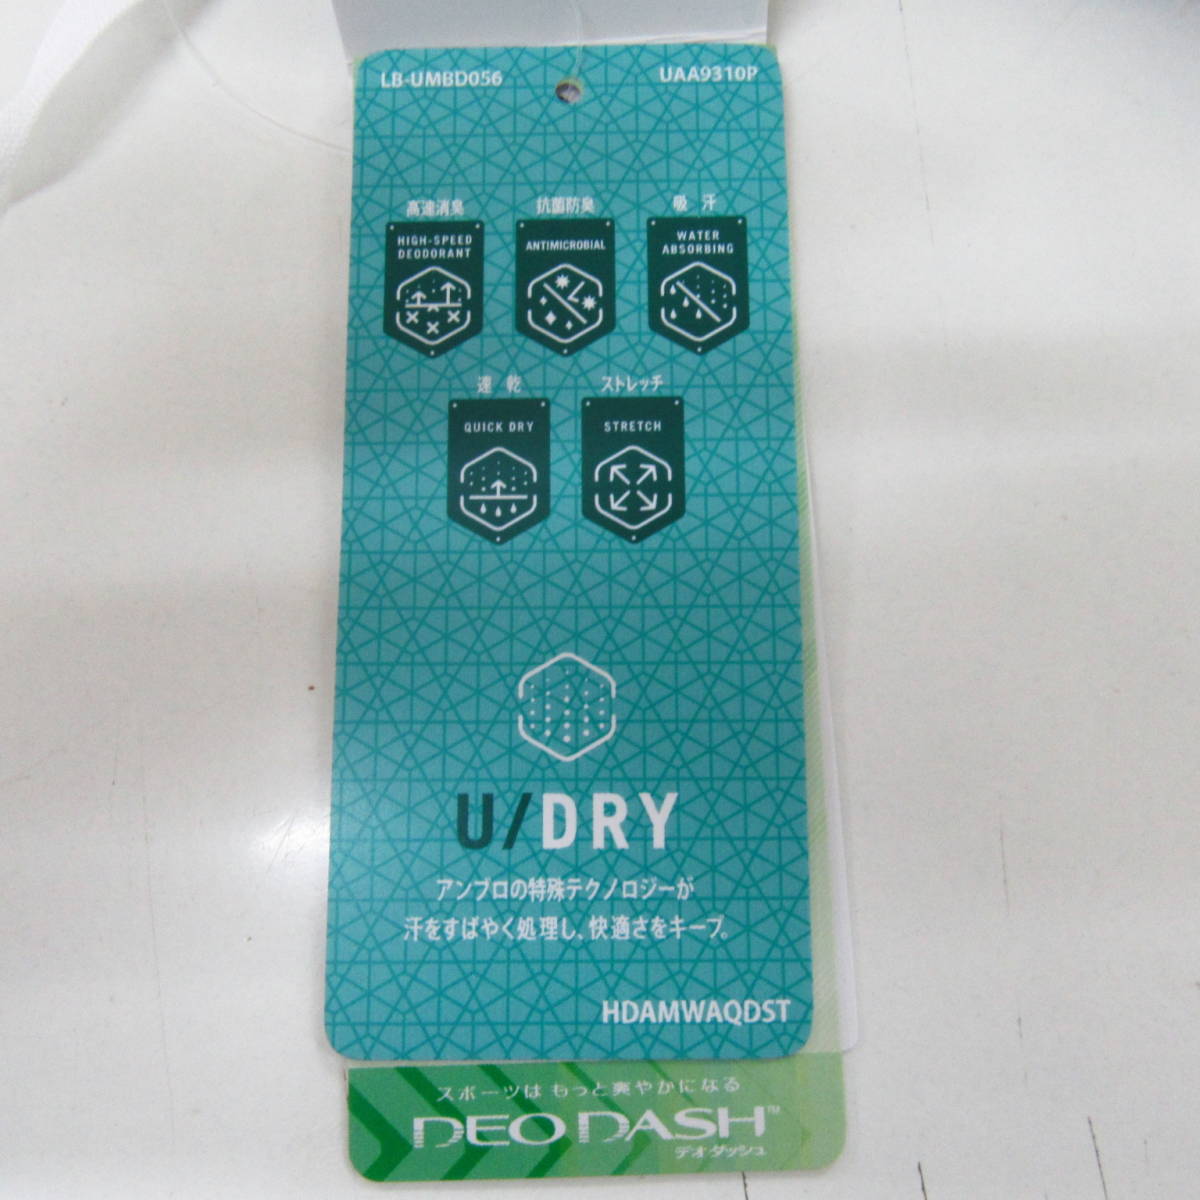 LB-UMBD056 UAA9310P
高速消臭 抗菌防臭 吸 汗
HIGH-SPEED
DEODORANT
ANTIMICROBIAL
WATER
ABSORBING
速 乾 ストレッチ
QUICK DRY STRETCH
U/DRY
アンブロの特殊テクノロジーが
汗をすばやく処理し、快適さをキープ。
HDAMWAQDST
スポーツは もっと爽やかになる
DEODASH™
デオダッシュ